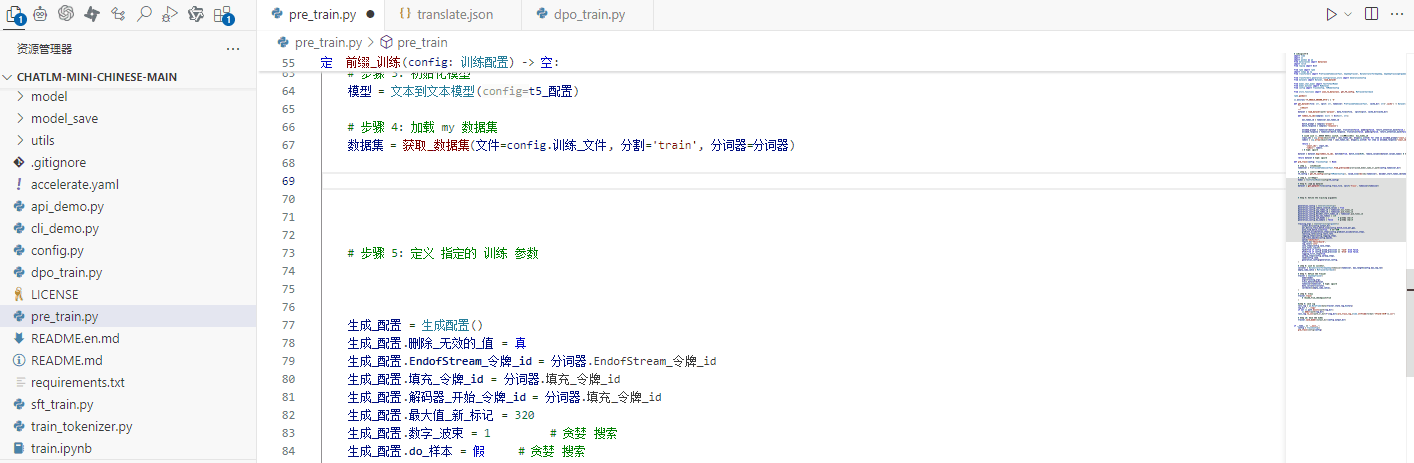 pre_train.py
translate.json
dpo_train.py
1
1
资源管理器
pre_train.py > pre_train
CHATLM-MINI-CHINESE-MAIN
model
model_save
utils
.gitignore
accelerate.yaml
api_demo.py
cli_demo.py
config.py
dpo_train.py
LICENSE
pre_train.py
README.en.md
README.md
requirements.txt
sft_train.py
train_tokenizer.py
train.ipynb
55 定 前缀_训练(config: 训练配置) -> 空:
63 # 步骤 3: 初始化模型
64 模型 = 文本到文本模型(config=t5_配置)
65
66 # 步骤 4: 加载 my 数据集
67 数据集 = 获取_数据集(文件=config.训练_文件, 分割='train', 分词器=分词器)
68
69
70
71
72
73 # 步骤 5: 定义 指定的 训练 参数
74
75
76
77 生成_配置 = 生成配置()
78 生成_配置.删除_无效的_值 = 真
79 生成_配置.EndofStream_令牌_id = 分词器.EndofStream_令牌_id
80 生成_配置.填充_令牌_id = 分词器.填充_令牌_id
81 生成_配置.解码器_开始_令牌_id = 分词器.填充_令牌_id
82 生成_配置.最大值_新_标记 = 320
83 生成_配置.数字_波束 = 1 # 贪婪 搜索
84 生成_配置.do_样本 = 假 # 贪婪 搜索